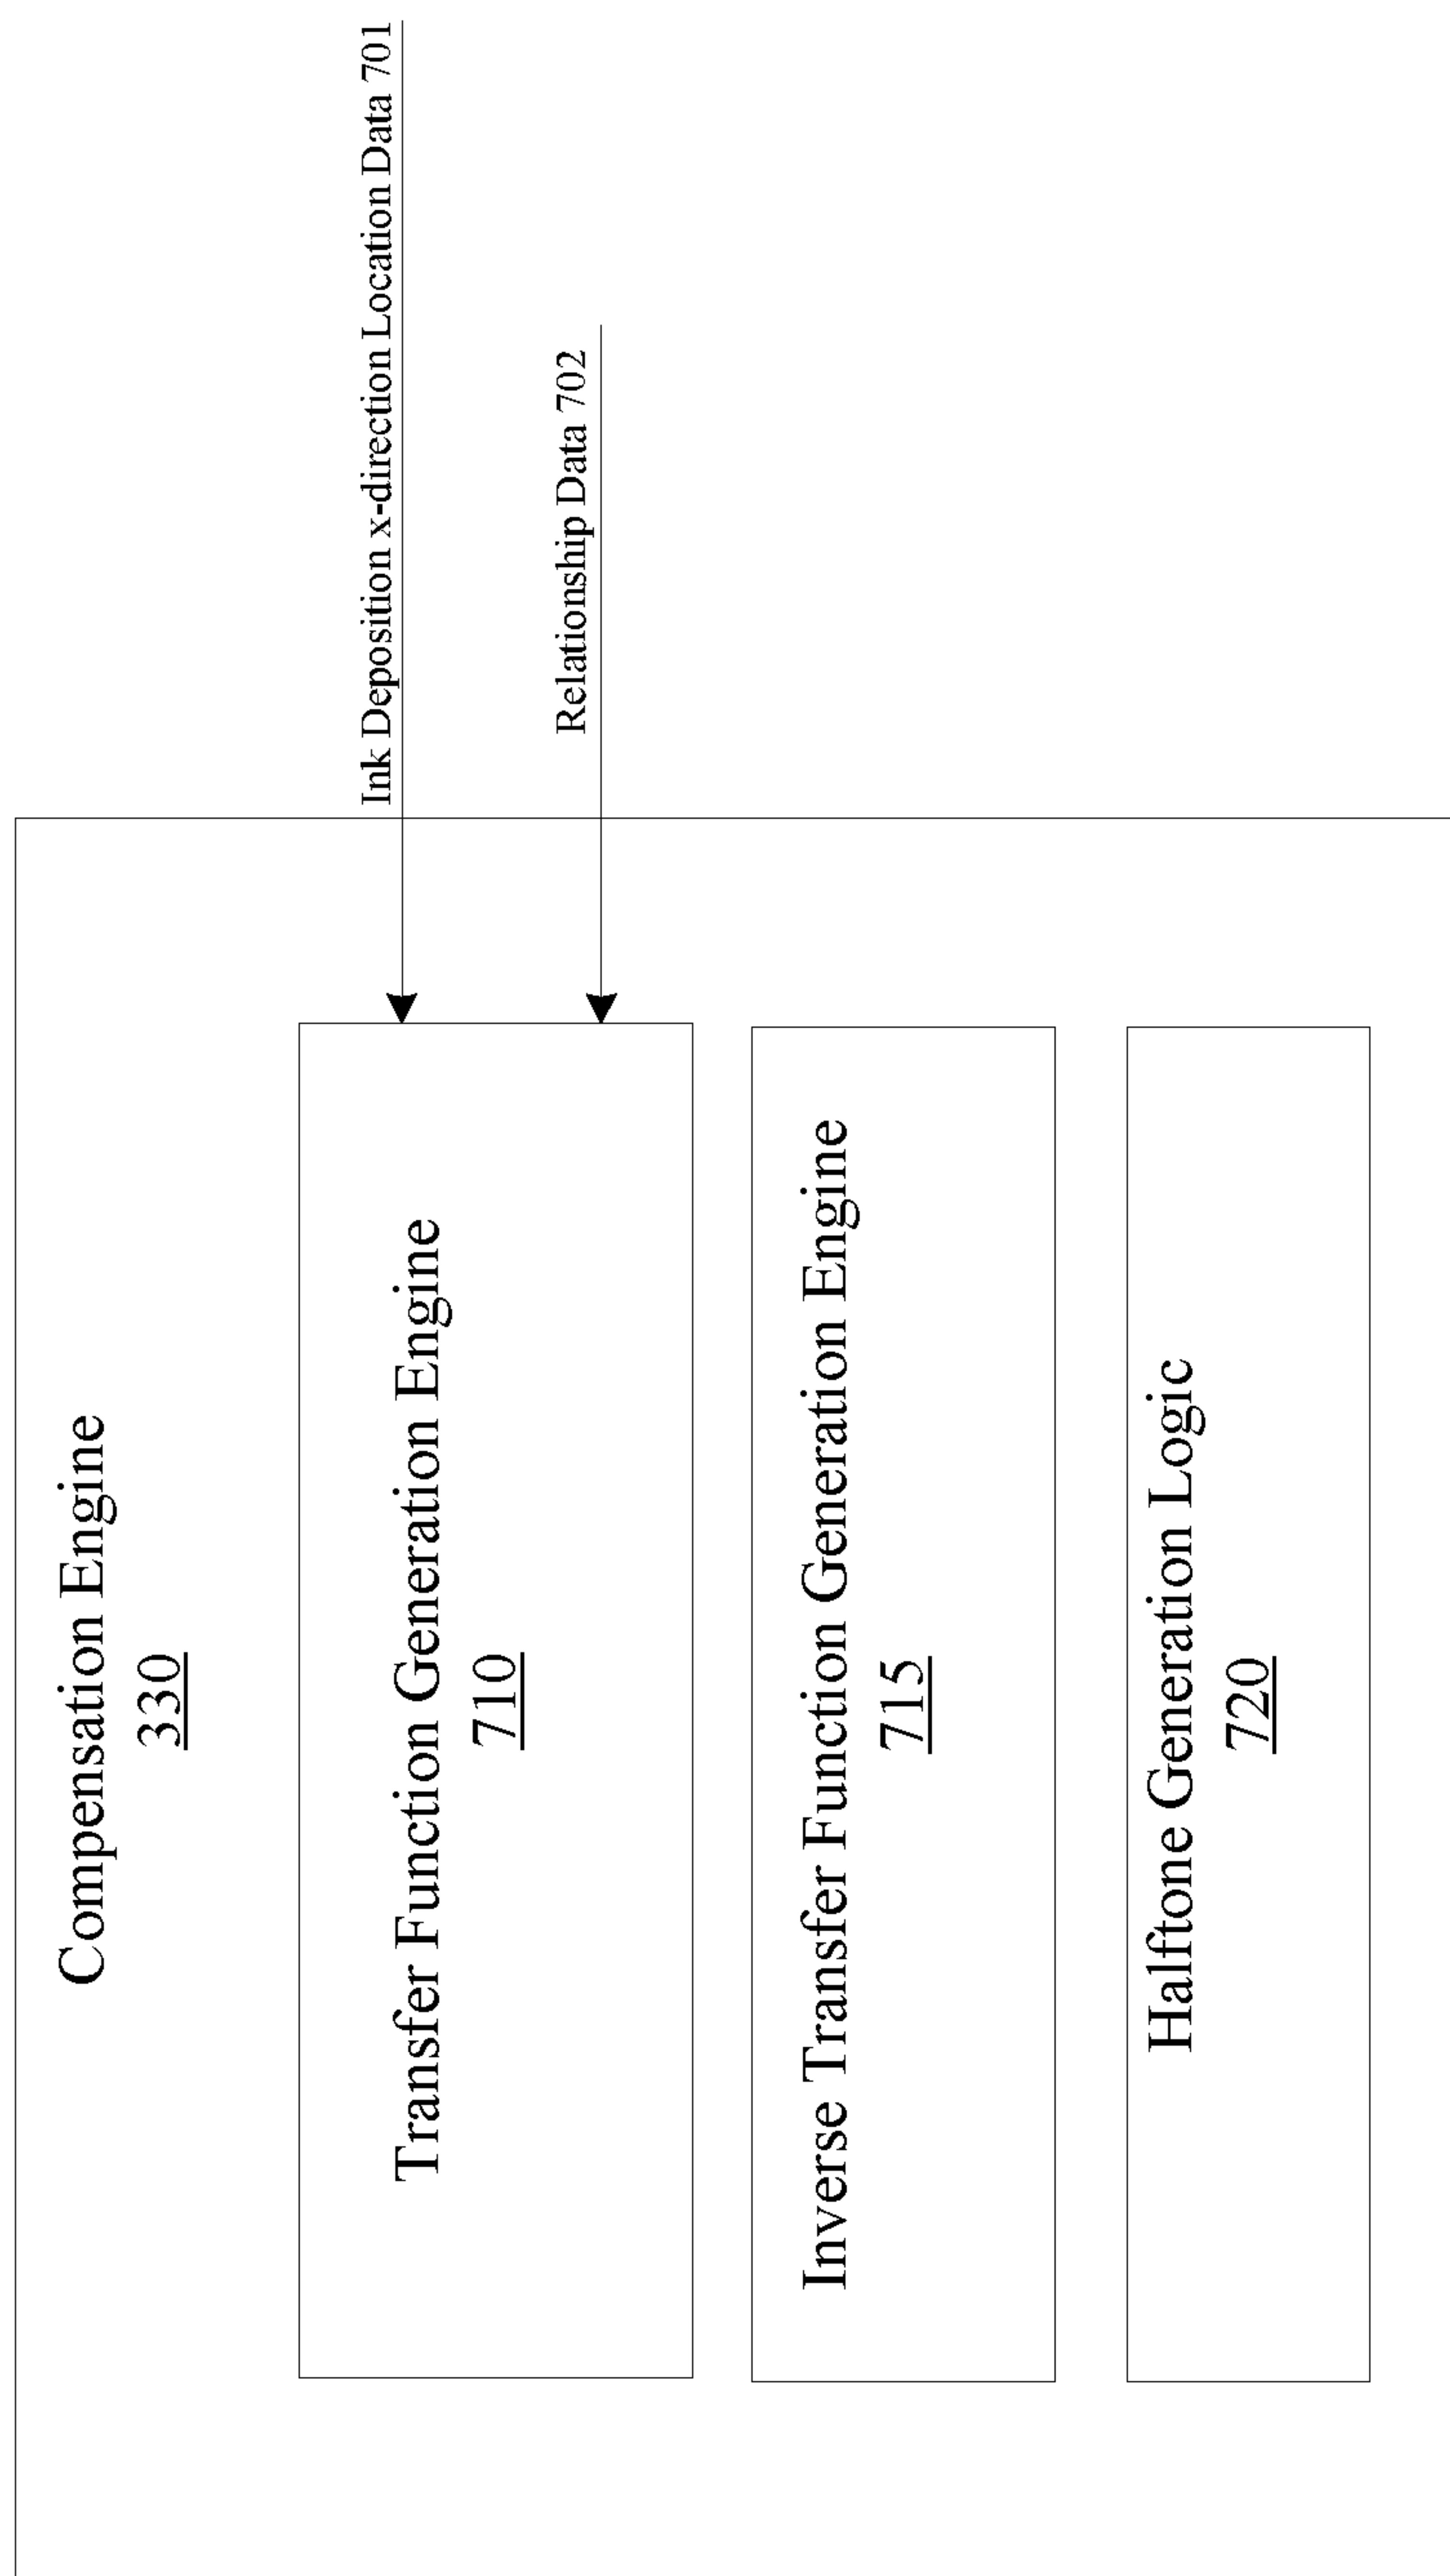 Compensation Engine
330
Ink Deposition x-direction Location Data 701
Relationship Data 702
Transfer Function Generation Engine
710
Inverse Transfer Function Generation Engine
715
Halftone Generation Logic
720